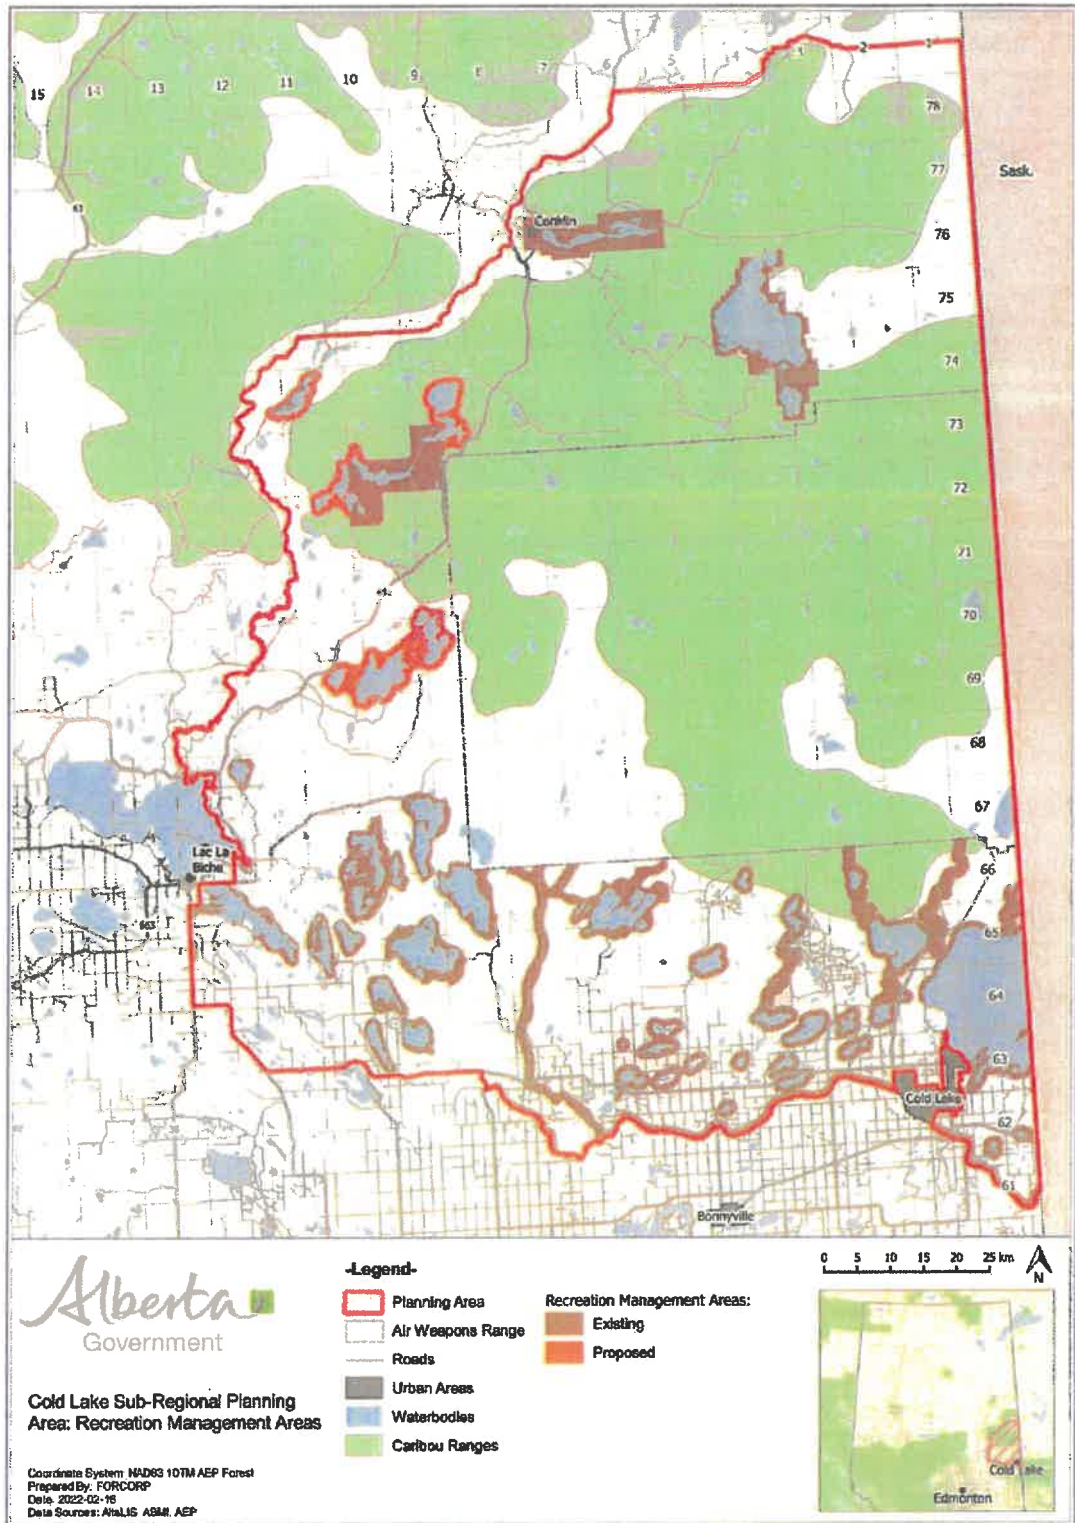 3 2 1
6 5 4
15 14 13 12 11 10 9 8 7
78
77
Sask.
63
Conklin
76
75
74
73
72
71
70
69
68
67
Lac La
Biche
66
663
65
64
63
Cold Lake
62
61
Bonnyville
Alberta
Government
Cold Lake Sub-Regional Planning
Area: Recreation Management Areas
Coordinate System: NAD83 10TM AEP Forest
Prepared By: FORCORP
Date: 2022-02-16
Data Sources: AltaLIS, ABMI, AEP
-Legend-
Planning Area
Air Weapons Range
Roads
Urban Areas
Waterbodies
Caribou Ranges
Recreation Management Areas:
Existing
Proposed
0 5 10 15 20 25 km
N
Cold Lake
Edmonton